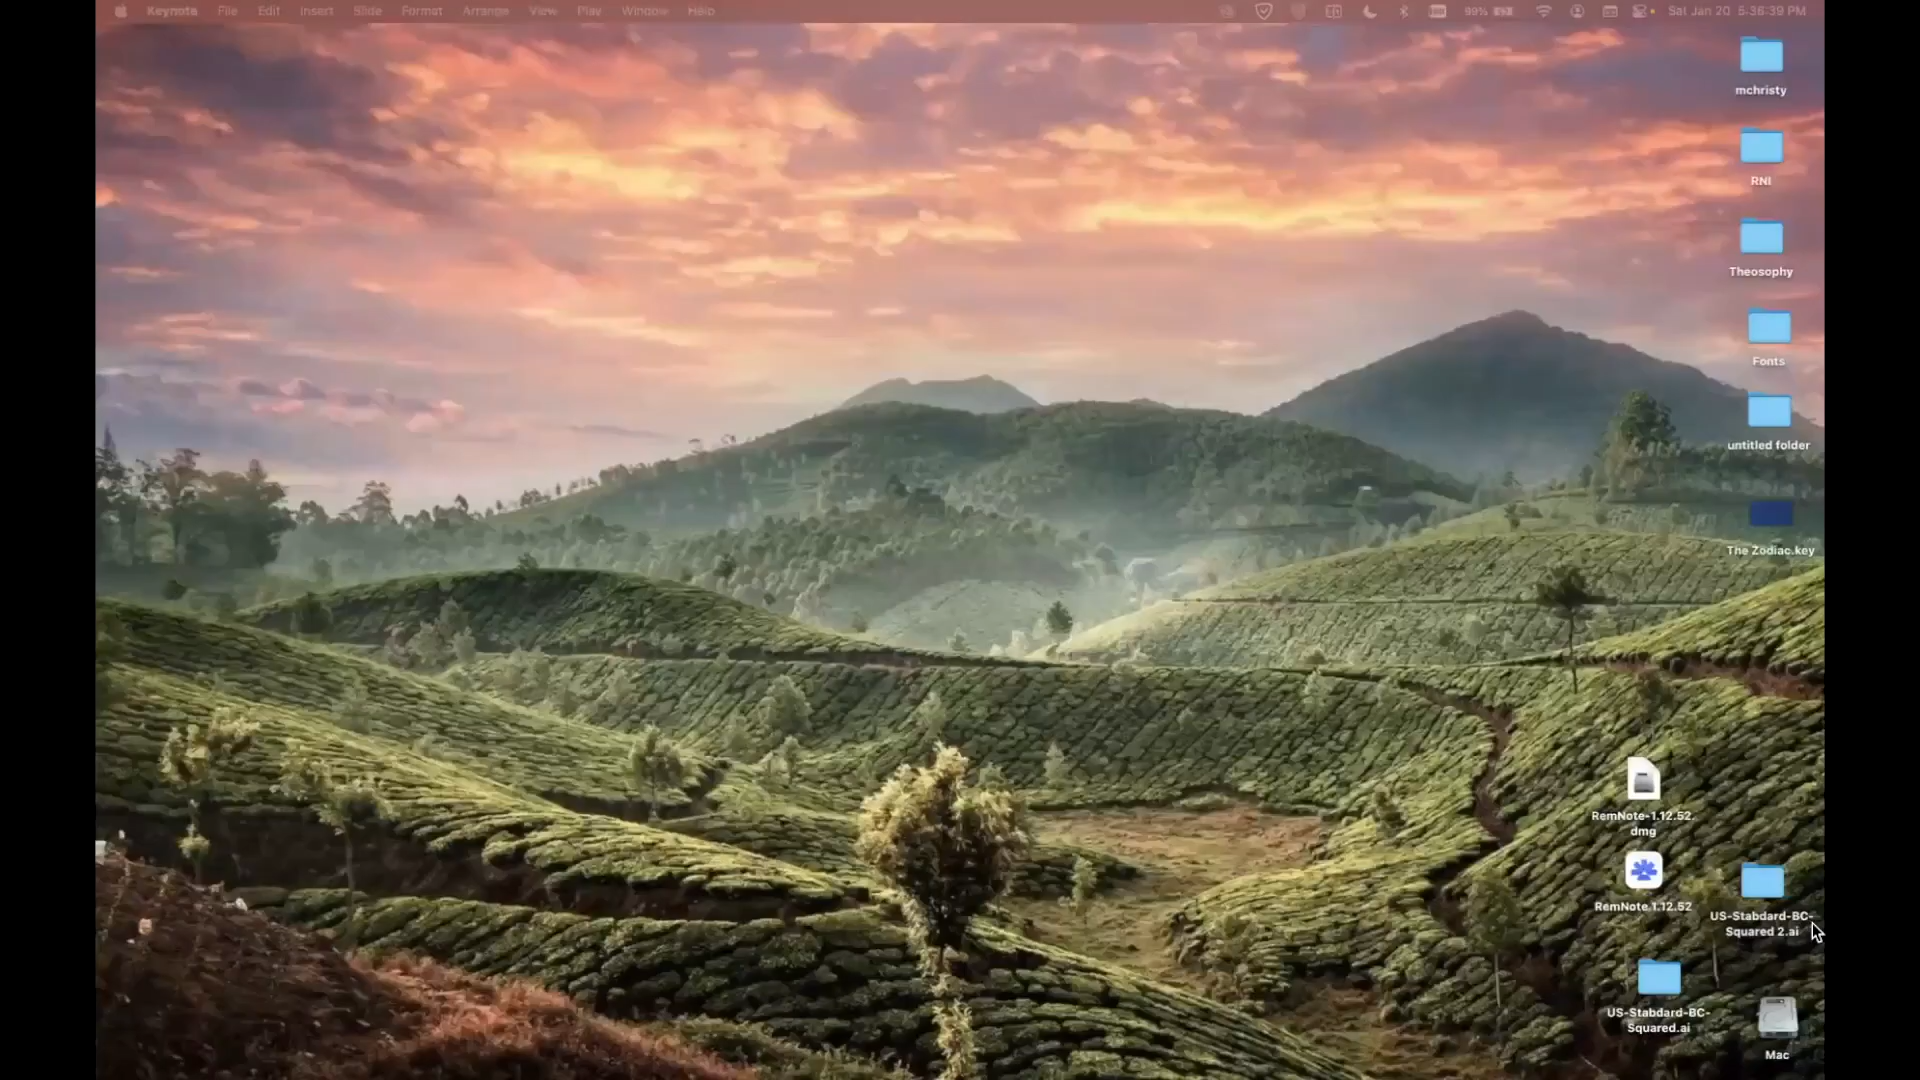 Keynote File Edit Insert Slide Format Arrange View Play Window Help 99% Sat Jan 20 5:36:39 PM
mchristy
RNI
Theosophy
Fonts
untitled folder
The Zodiac.key
RemNote-1.12.52.
dmg
RemNote.1.12.52
US-Stabdard-BC-
Squared 2.ai
US-Stabdard-BC-
Squared.ai
Mac